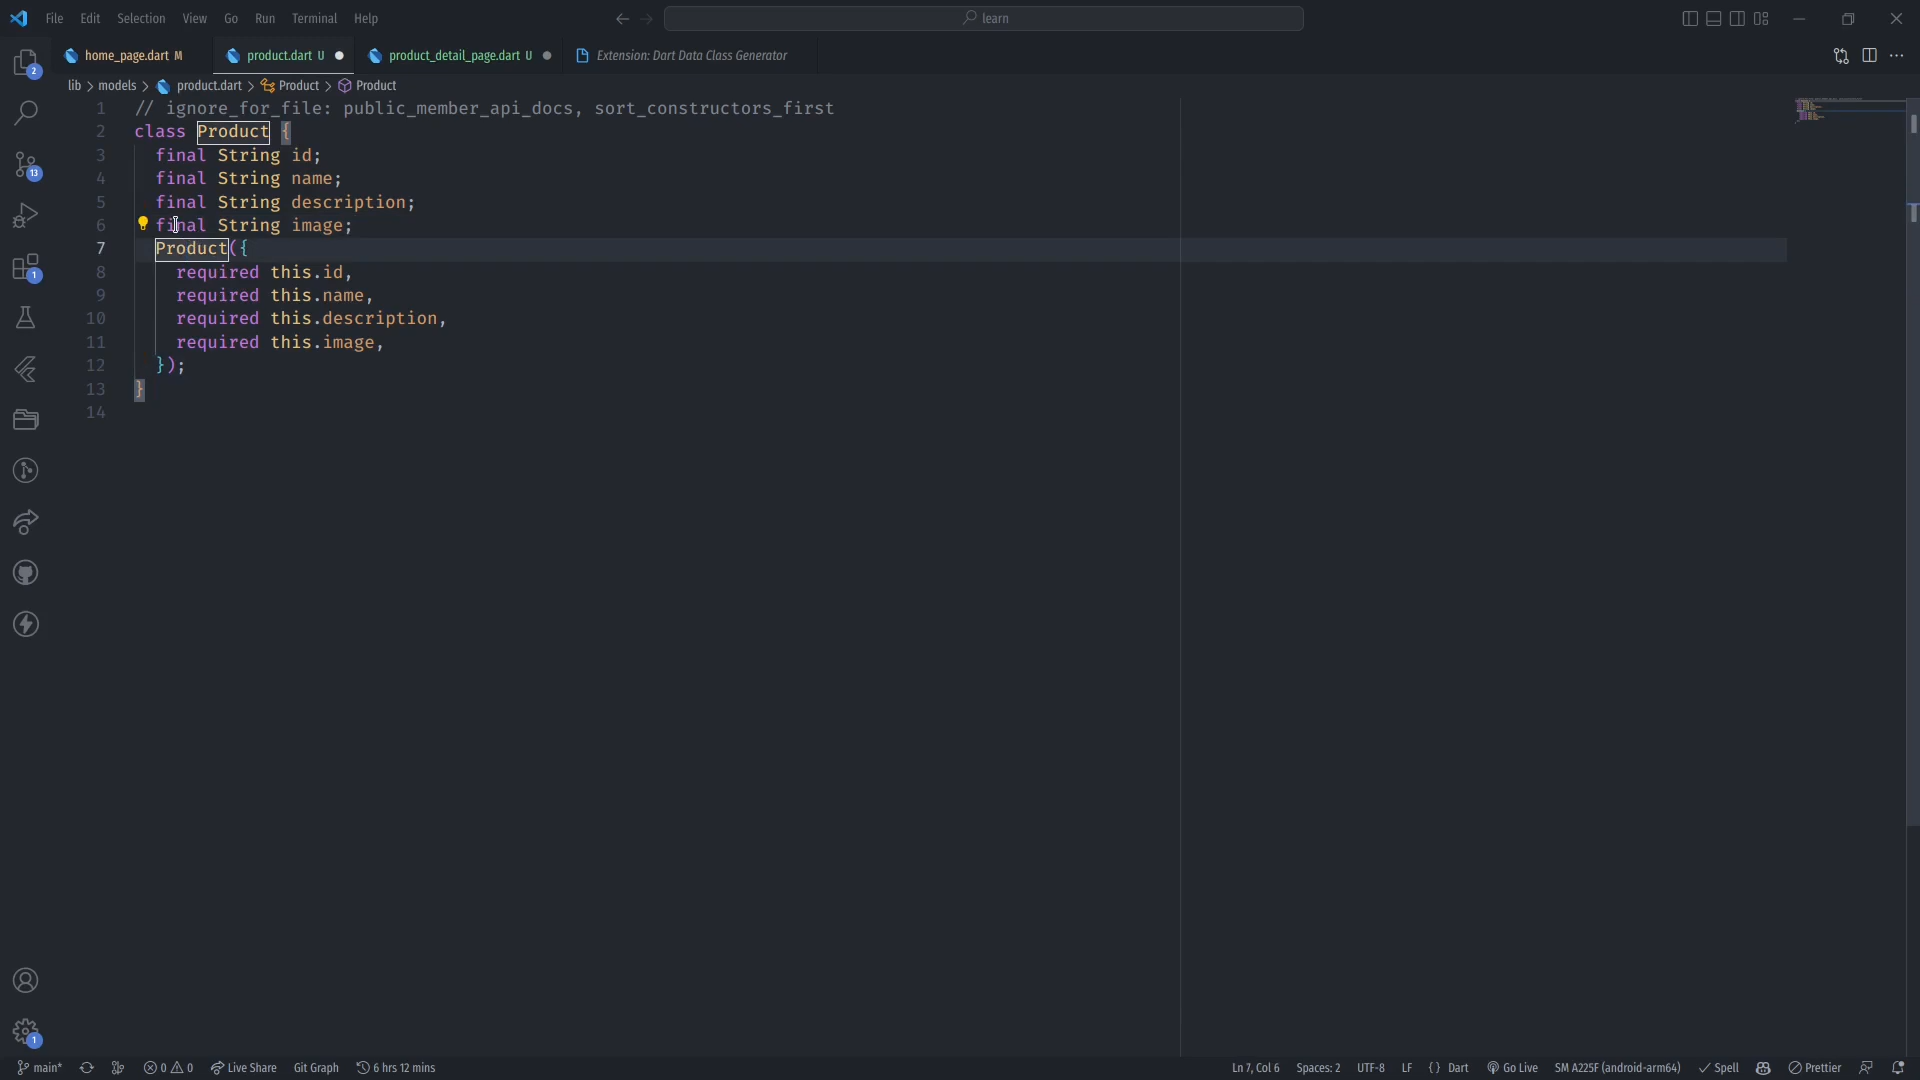 File Edit Selection View Go Run Terminal Help
learn
home_page.dart M
product.dart U
product_detail_page.dart U
Extension: Dart Data Class Generator
lib > models > product.dart > Product > Product
1 // ignore_for_file: public_member_api_docs, sort_constructors_first
2 class Product {
3 final String id;
4 final String name;
5 final String description;
6 final String image;
7 Product({
8 required this.id,
9 required this.name,
10 required this.description,
11 required this.image,
12 });
13 }
14
2
13
1
1
main* 0 0 Live Share Git Graph 6 hrs 12 mins
Ln 7, Col 6 Spaces: 2 UTF-8 LF {} Dart Go Live SM A225F (android-arm64) Spell Prettier